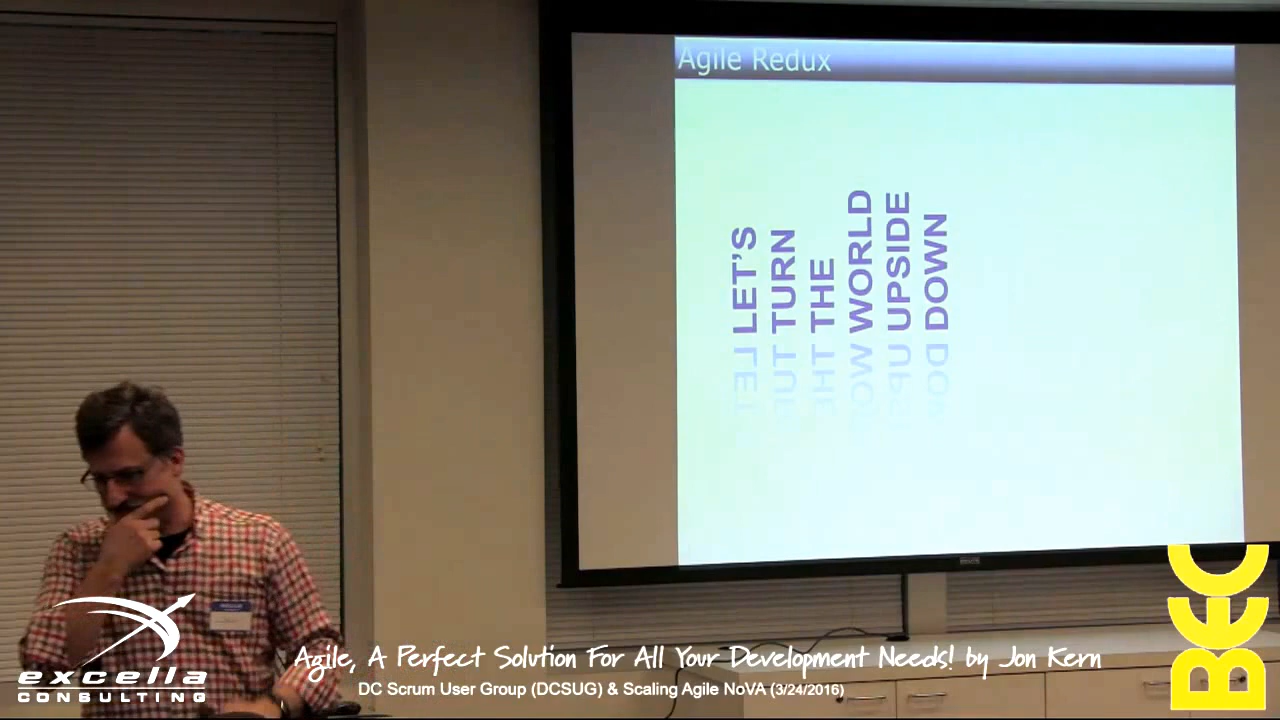 Agile Redux
LET'S
TURN
THE
WORLD
UPSIDE
DOWN
excella
CONSULTING
Agile, A Perfect Solution For All Your Development Needs! by Jon Kern
DC Scrum User Group (DCSUG) & Scaling Agile NoVA (3/24/2016)
BEC